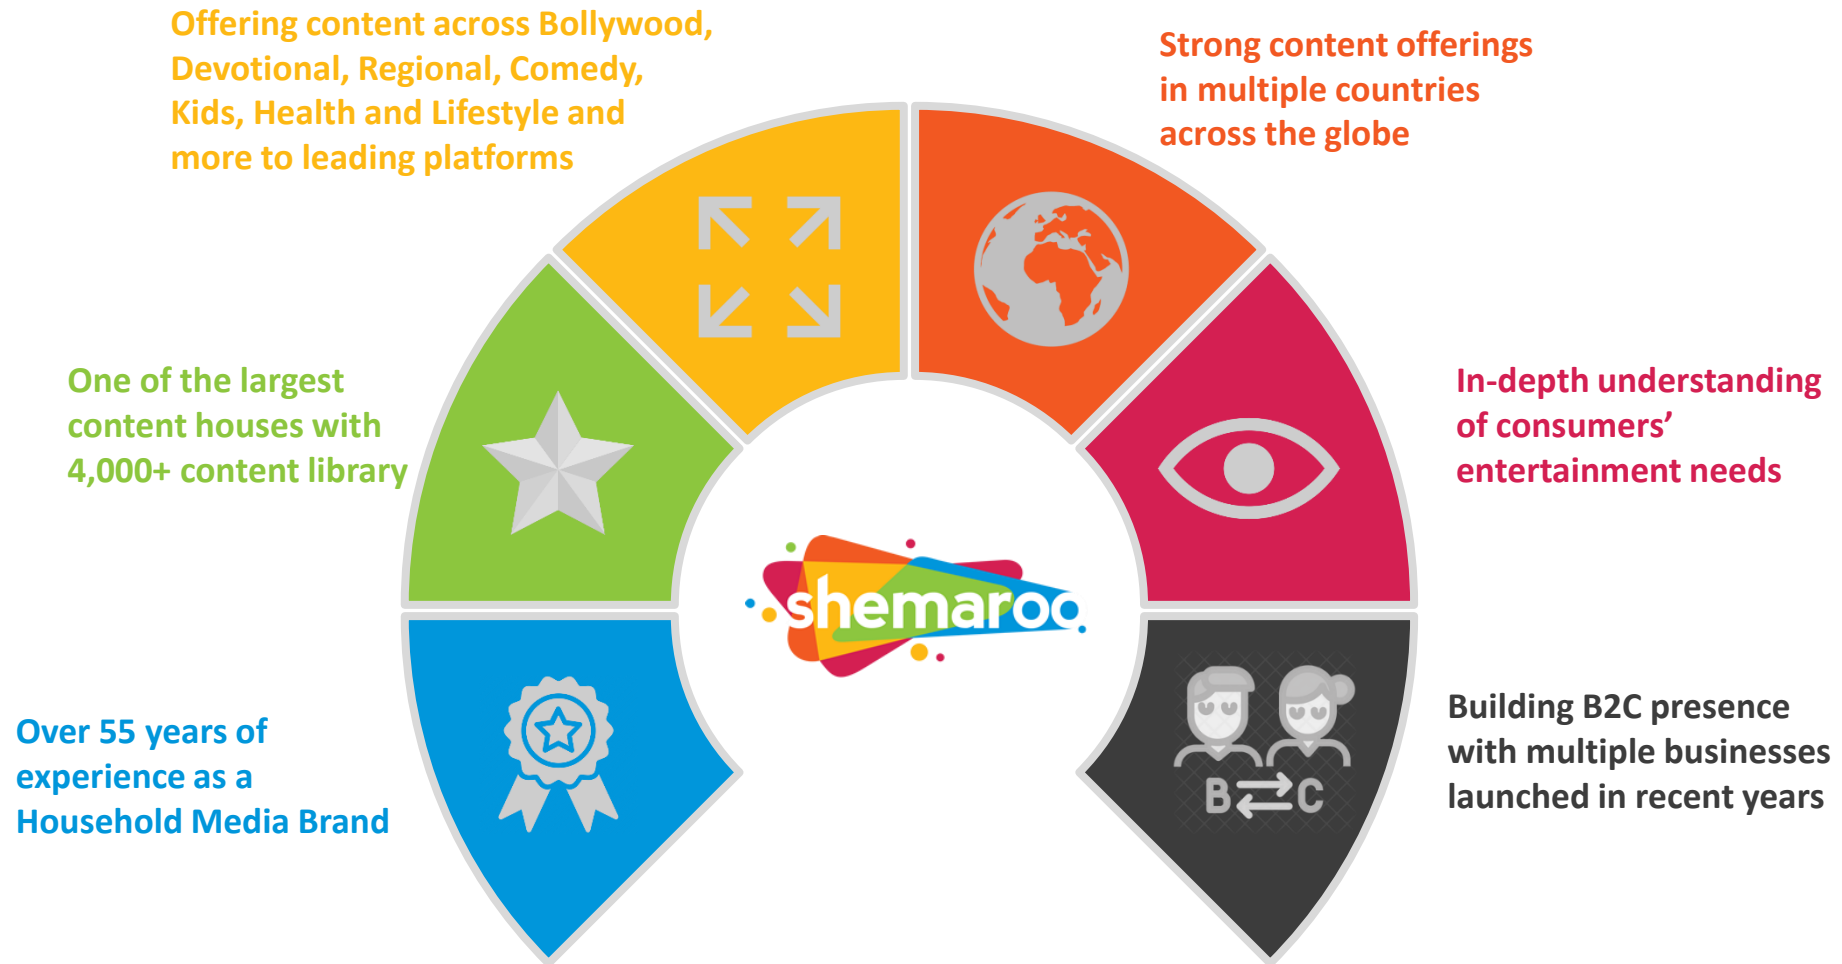 Offering content across Bollywood,
Devotional, Regional, Comedy,
Kids, Health and Lifestyle and
more to leading platforms
Strong content offerings
in multiple countries
across the globe
One of the largest
content houses with
4,000+ content library
In-depth understanding
of consumers’
entertainment needs
shemaroo
Over 55 years of
experience as a
Household Media Brand
B C
Building B2C presence
with multiple businesses
launched in recent years